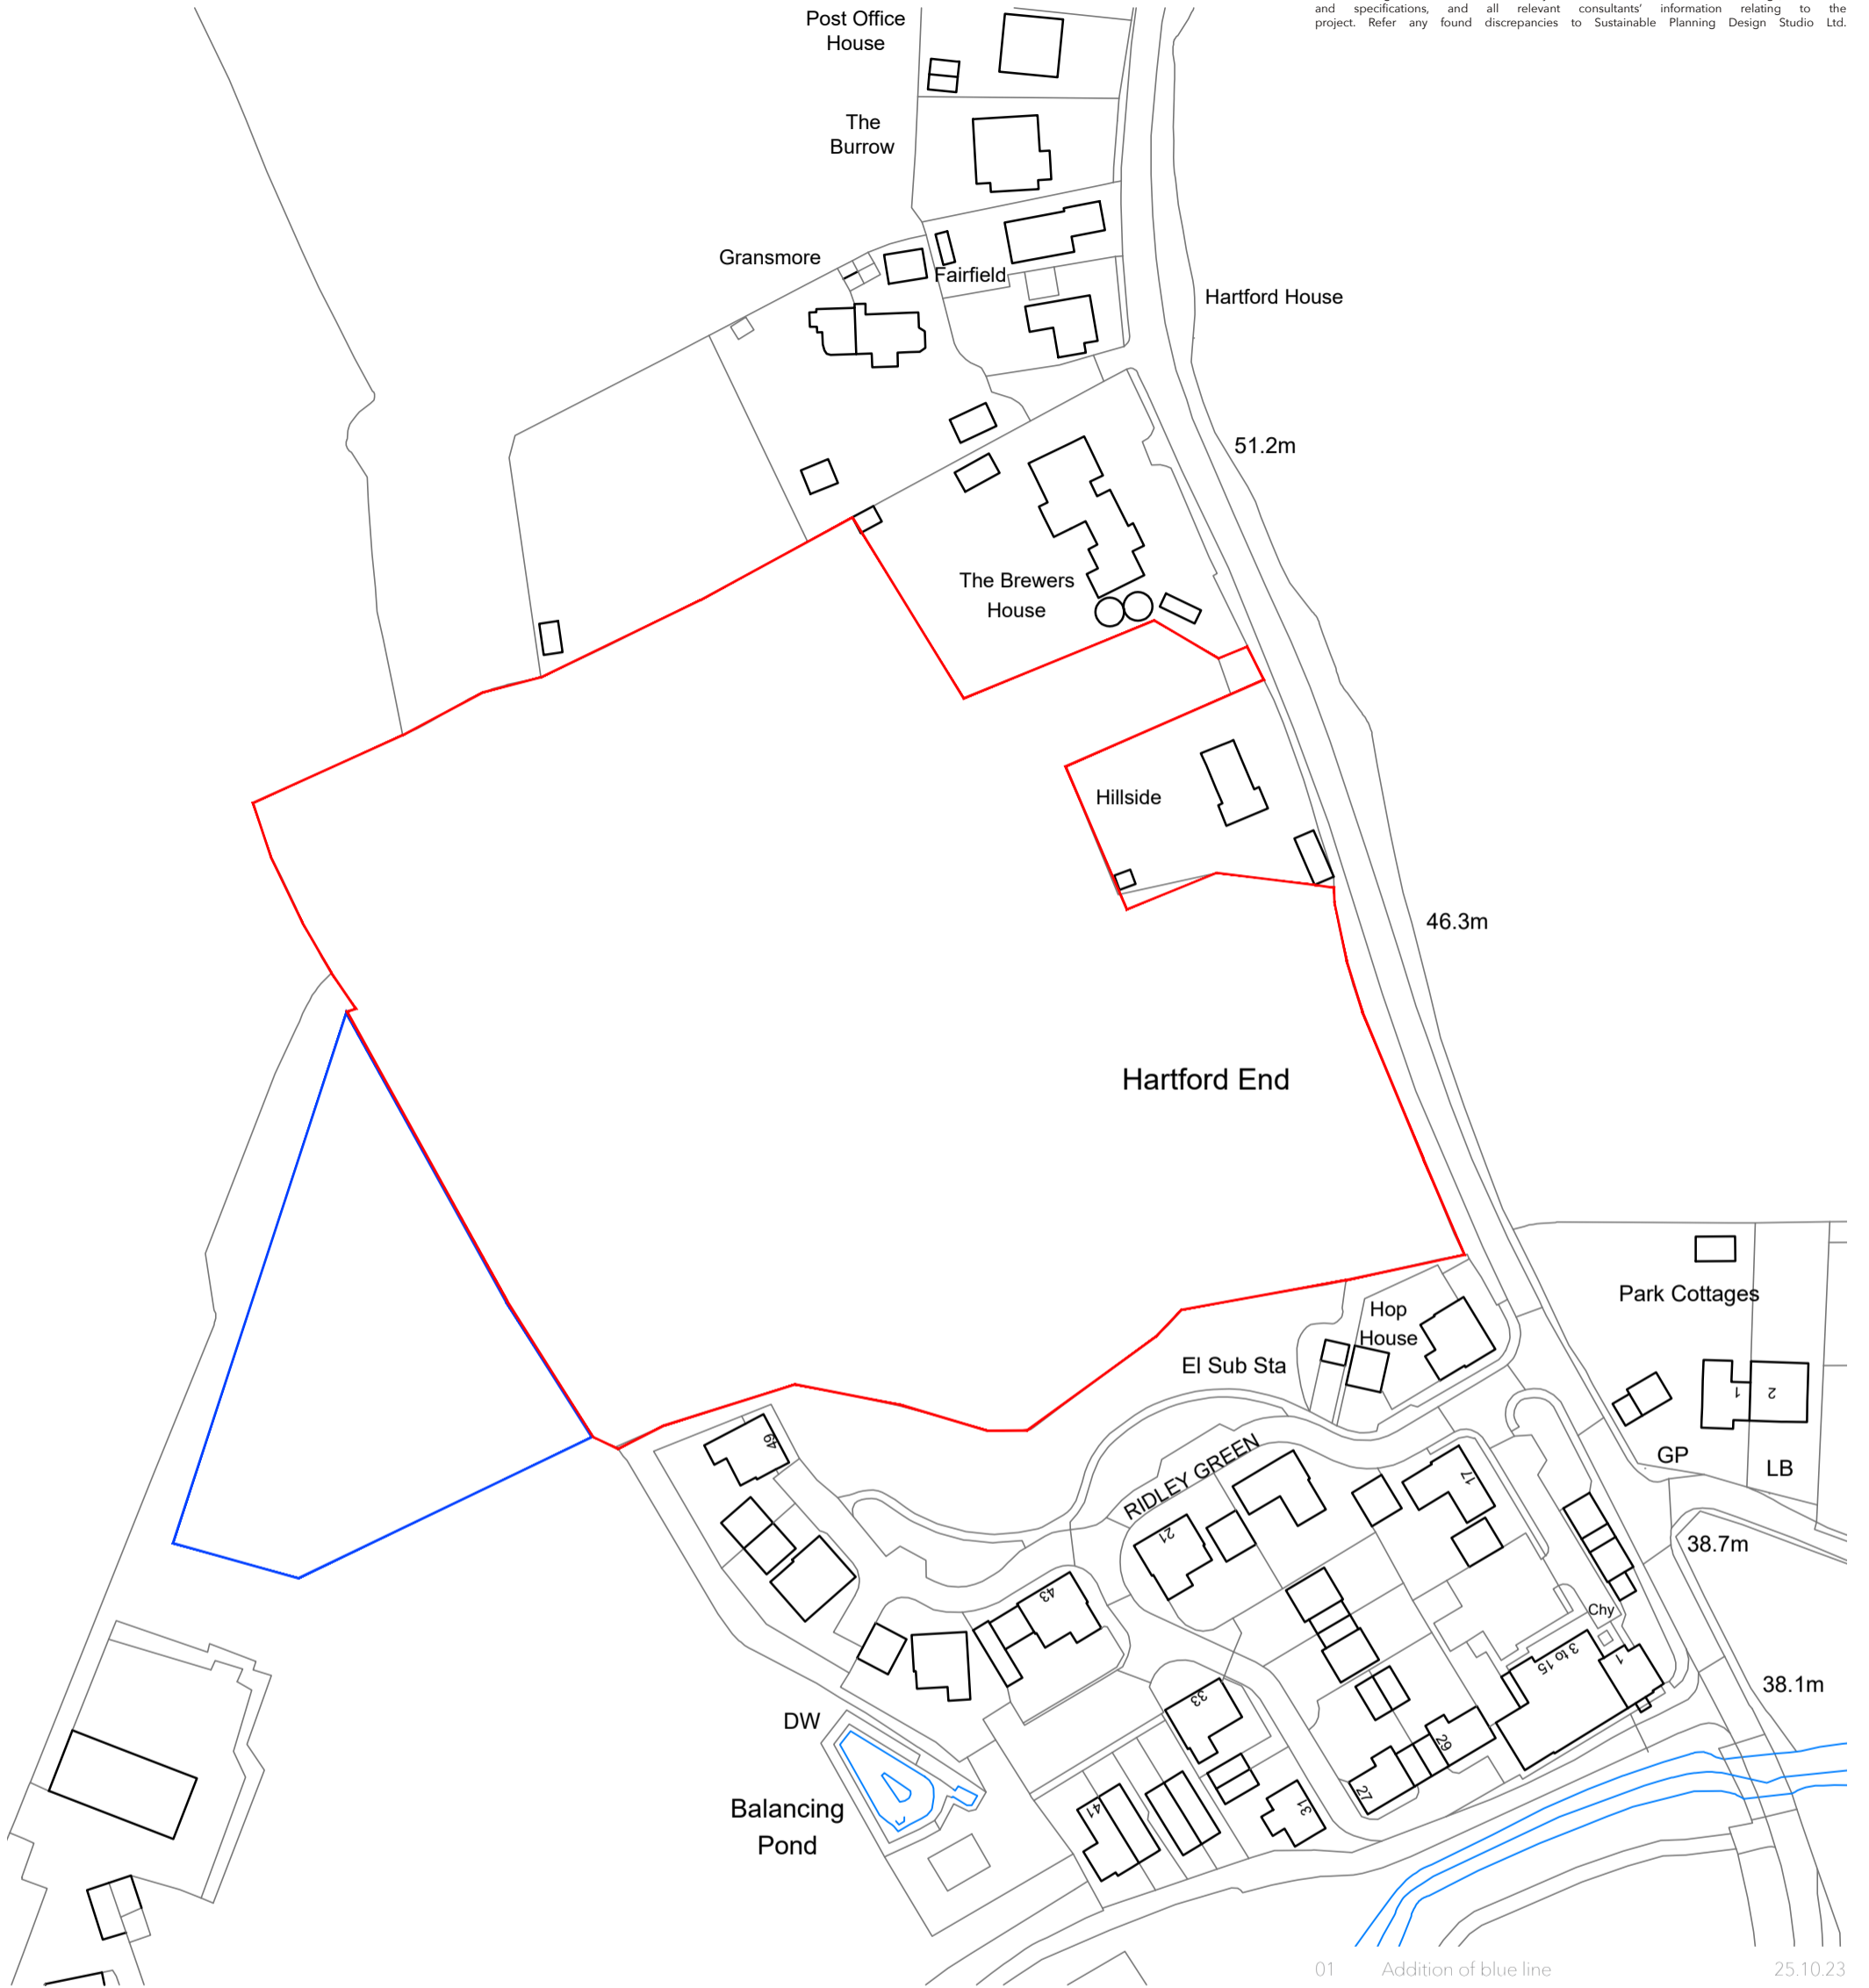 and specifications, and all relevant consultants' information relating to the
project. Refer any found discrepancies to Sustainable Planning Design Studio Ltd.
Post Office
House
The
Burrow
Gransmore
Fairfield
Hartford House
51.2m
The Brewers
House
Hillside
46.3m
Hartford End
Park Cottages
Hop
House
El Sub Sta
1
2
GP
LB
RIDLEY GREEN
49
17
21
38.7m
43
Chy
3 to 15
1
38.1m
33
DW
29
27
Balancing
Pond
41
31
01 Addition of blue line 25.10.23